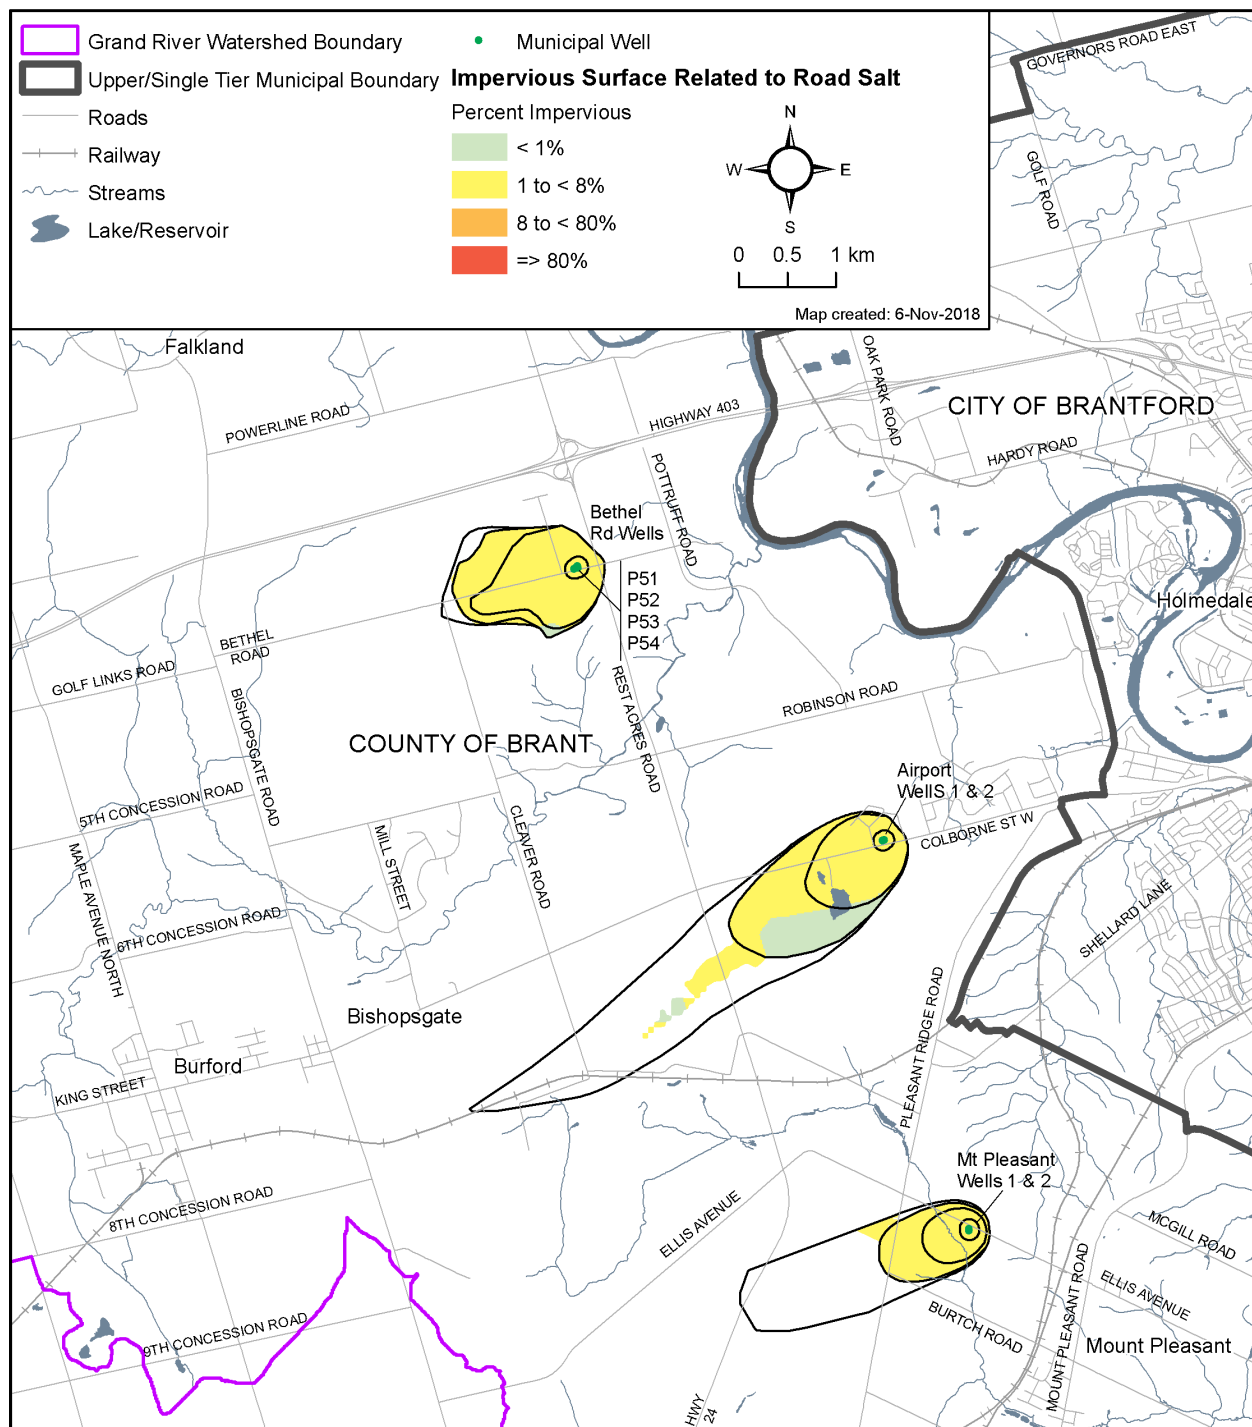 Grand River Watershed Boundary
Upper/Single Tier Municipal Boundary
Roads
Railway
Streams
Lake/Reservoir
Municipal Well
Impervious Surface Related to Road Salt
Percent Impervious
< 1%
1 to < 8%
8 to < 80%
=> 80%
N
W
E
S
0 0.5 1 km
Map created: 6-Nov-2018
GOVERNORS ROAD EAST
GOLF ROAD
Falkland
OAK PARK ROAD
CITY OF BRANTFORD
POWERLINE ROAD
HIGHWAY 403
HARDY ROAD
POTTRUFF ROAD
Bethel
Rd Wells
P51
P52
P53
P54
Holmedale
BETHEL
ROAD
GOLF LINKS ROAD
BISHOPSGATE ROAD
REST ACRES ROAD
ROBINSON ROAD
COUNTY OF BRANT
Airport
WellS 1 & 2
5TH CONCESSION ROAD
MILL STREET
CLEAVER ROAD
COLBORNE ST W
MAPLE AVENUE NORTH
6TH CONCESSION ROAD
SHELLARD LANE
Bishopsgate
PLEASANT RIDGE ROAD
Burford
KING STREET
Mt Pleasant
Wells 1 & 2
8TH CONCESSION ROAD
ELLIS AVENUE
MCGILL ROAD
ELLIS AVENUE
MOUNT PLEASANT ROAD
9TH CONCESSION ROAD
BURTCH ROAD
Mount Pleasant
HWY
24